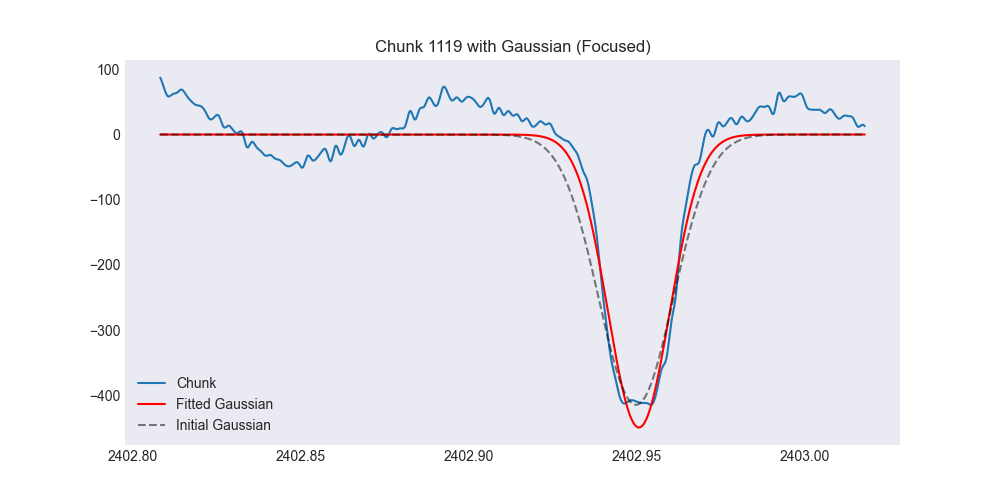 Chunk 1119 with Gaussian (Focused)
100
0
−100
−200
−300
−400
Chunk
Fitted Gaussian
Initial Gaussian
2402.80 2402.85 2402.90 2402.95 2403.00